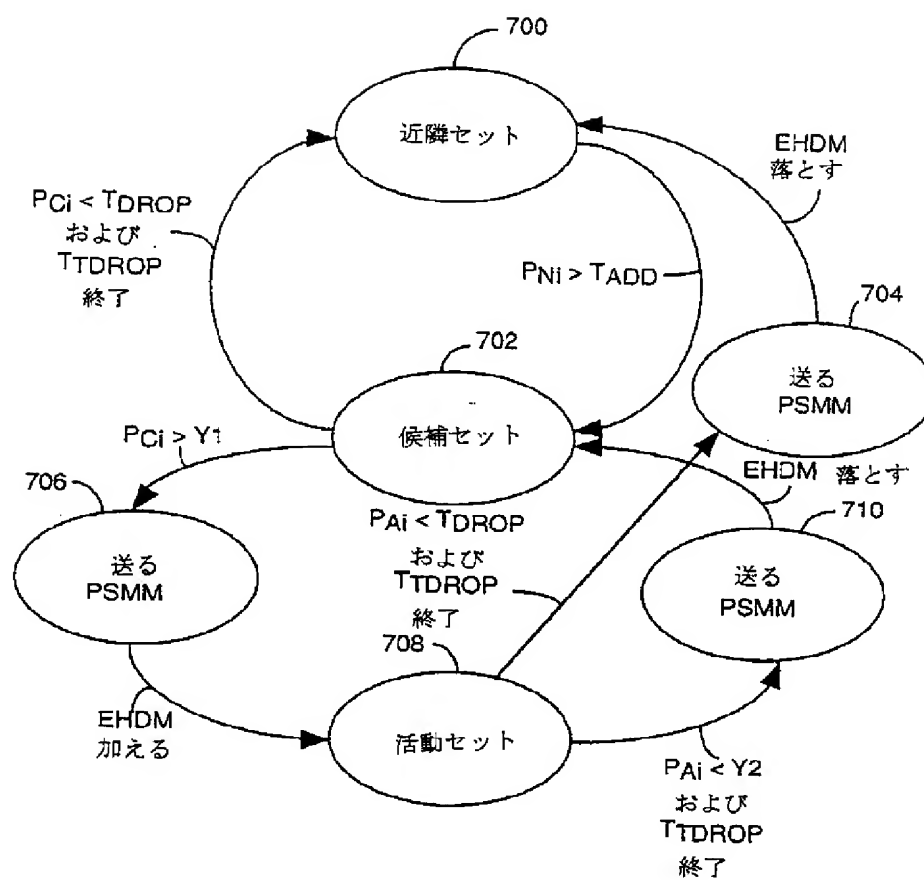 700
近隣セット
EHDM
落とす
PCi < TDROP
および
TTDROP
終了
PNi > TADD
704
702
送る
PSMM
候補セット
PCi > Y1
EHDM 落とす
706
710
PAi < TDROP
および
TTDROP
終了
送る
PSMM
送る
PSMM
708
EHDM
加える
活動セット
PAi < Y2
および
TTDROP
終了